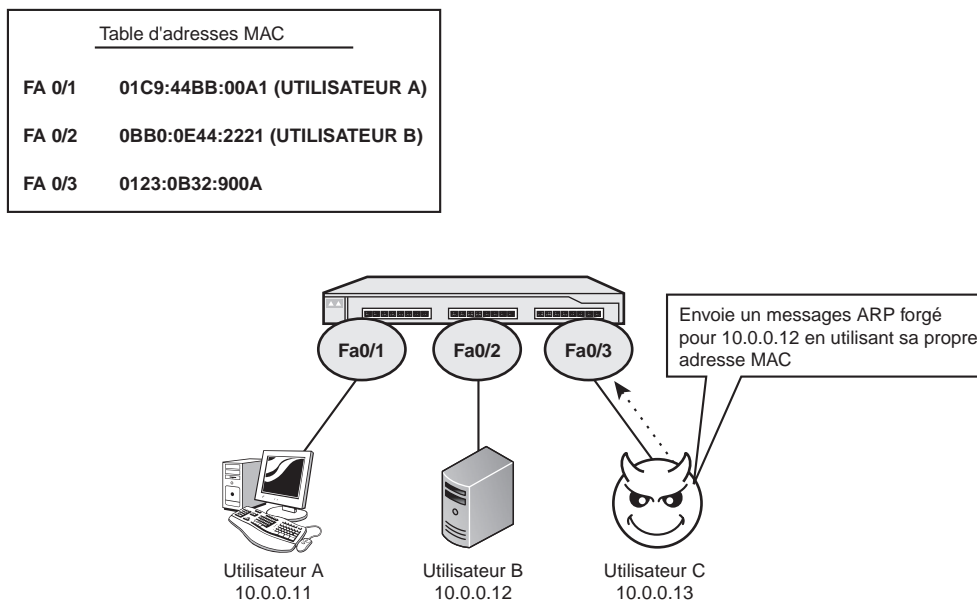 Table d'adresses MAC
FA 0/1 01C9:44BB:00A1 (UTILISATEUR A)
FA 0/2 0BB0:0E44:2221 (UTILISATEUR B)
FA 0/3 0123:0B32:900A
Envoie un messages ARP forgé
pour 10.0.0.12 en utilisant sa propre
adresse MAC
Fa0/1 Fa0/2 Fa0/3
Utilisateur A
10.0.0.11
Utilisateur B
10.0.0.12
Utilisateur C
10.0.0.13